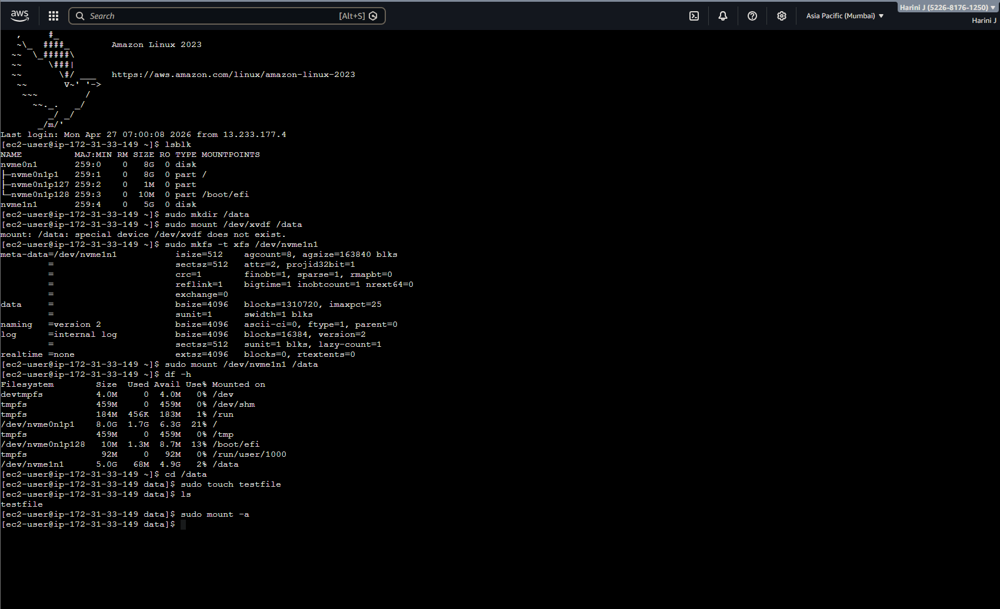 aws
Search [Alt+S]
Asia Pacific (Mumbai) ▼
Harini J (5226-8176-1250) ▼
Harini J
   ,     #_
   ~\_  ####_        Amazon Linux 2023
  ~~  \_#####\
  ~~     \###|
  ~~       \#/ ___   https://aws.amazon.com/linux/amazon-linux-2023
   ~~       V~' '->
    ~~~         /
      ~~._.   _/
         _/ _/
       _/m/'
Last login: Mon Apr 27 07:00:08 2026 from 13.233.177.4
[ec2-user@ip-172-31-33-149 ~]$ lsblk
NAME          MAJ:MIN RM SIZE RO TYPE MOUNTPOINTS
nvme0n1       259:0    0   8G  0 disk
├─nvme0n1p1   259:1    0   8G  0 part /
├─nvme0n1p127 259:2    0   1M  0 part
└─nvme0n1p128 259:3    0  10M  0 part /boot/efi
nvme1n1       259:4    0   5G  0 disk
[ec2-user@ip-172-31-33-149 ~]$ sudo mkdir /data
[ec2-user@ip-172-31-33-149 ~]$ sudo mount /dev/xvdf /data
mount: /data: special device /dev/xvdf does not exist.
[ec2-user@ip-172-31-33-149 ~]$ sudo mkfs -t xfs /dev/nvme1n1
meta-data=/dev/nvme1n1           isize=512    agcount=8, agsize=163840 blks
         =                       sectsz=512   attr=2, projid32bit=1
         =                       crc=1        finobt=1, sparse=1, rmapbt=0
         =                       reflink=1    bigtime=1 inobtcount=1 nrext64=0
         =                       exchange=0
data     =                       bsize=4096   blocks=1310720, imaxpct=25
         =                       sunit=1      swidth=1 blks
naming   =version 2              bsize=4096   ascii-ci=0, ftype=1, parent=0
log      =internal log           bsize=4096   blocks=16384, version=2
         =                       sectsz=512   sunit=1 blks, lazy-count=1
realtime =none                   extsz=4096   blocks=0, rtextents=0
[ec2-user@ip-172-31-33-149 ~]$ sudo mount /dev/nvme1n1 /data
[ec2-user@ip-172-31-33-149 ~]$ df -h
Filesystem        Size  Used Avail Use% Mounted on
devtmpfs          4.0M     0  4.0M   0% /dev
tmpfs             459M     0  459M   0% /dev/shm
tmpfs             184M  456K  183M   1% /run
/dev/nvme0n1p1    8.0G  1.7G  6.3G  21% /
tmpfs             459M     0  459M   0% /tmp
/dev/nvme0n1p128   10M  1.3M  8.7M  13% /boot/efi
tmpfs              92M     0   92M   0% /run/user/1000
/dev/nvme1n1      5.0G   68M  4.9G   2% /data
[ec2-user@ip-172-31-33-149 ~]$ cd /data
[ec2-user@ip-172-31-33-149 data]$ sudo touch testfile
[ec2-user@ip-172-31-33-149 data]$ ls
testfile
[ec2-user@ip-172-31-33-149 data]$ sudo mount -a
[ec2-user@ip-172-31-33-149 data]$